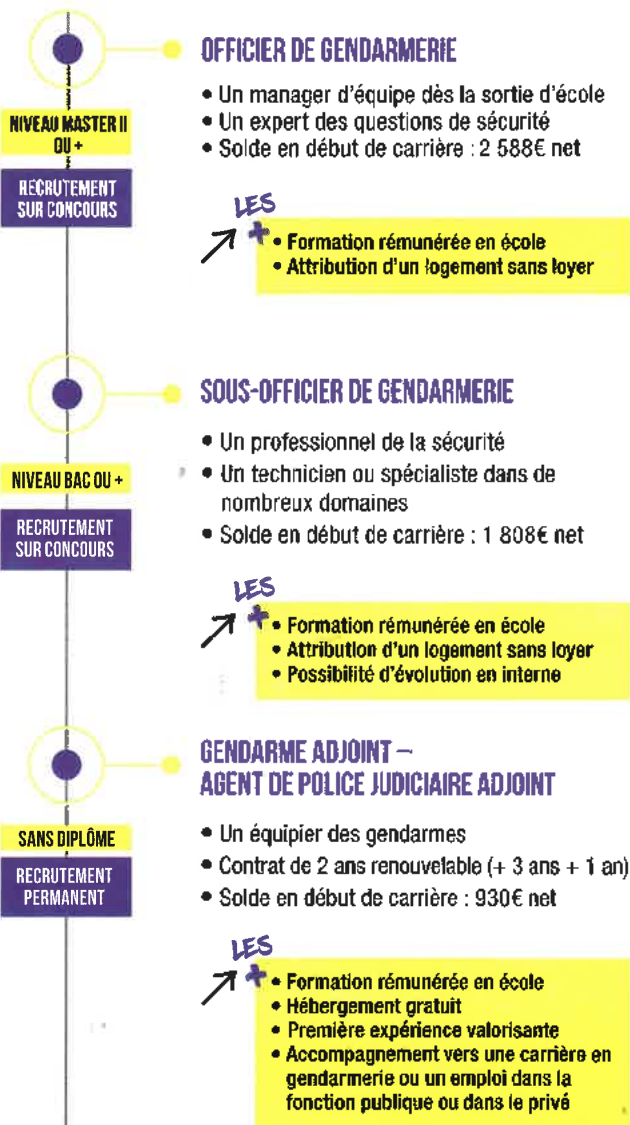 OFFICIER DE GENDARMERIE
NIVEAU MASTER II
OU +
RECRUTEMENT
SUR CONCOURS
• Un manager d'équipe dès la sortie d'école
• Un expert des questions de sécurité
• Solde en début de carrière : 2 588€ net
LES
+
• Formation rémunérée en école
• Attribution d'un logement sans loyer
SOUS-OFFICIER DE GENDARMERIE
NIVEAU BAC OU +
RECRUTEMENT
SUR CONCOURS
• Un professionnel de la sécurité
• Un technicien ou spécialiste dans de
nombreux domaines
• Solde en début de carrière : 1 808€ net
LES
+
• Formation rémunérée en école
• Attribution d'un logement sans loyer
• Possibilité d'évolution en interne
GENDARME ADJOINT –
AGENT DE POLICE JUDICIAIRE ADJOINT
SANS DIPLÔME
RECRUTEMENT
PERMANENT
• Un équipier des gendarmes
• Contrat de 2 ans renouvelable (+ 3 ans + 1 an)
• Solde en début de carrière : 930€ net
LES
+
• Formation rémunérée en école
• Hébergement gratuit
• Première expérience valorisante
• Accompagnement vers une carrière en
gendarmerie ou un emploi dans la
fonction publique ou dans le privé